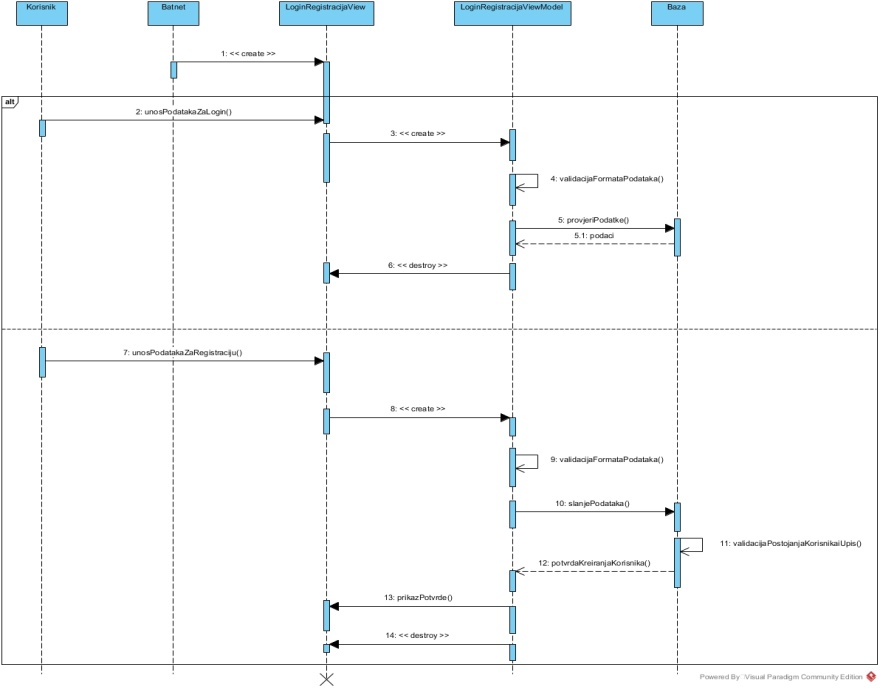 Korisnik
Batnet
LoginRegistracijaView
LoginRegistracijaViewModel
Baza
1: << create >>
alt
2: unosPodatakaZaLogin()
3: << create >>
4: validacijaFormataPodataka()
5: provjeriPodatke()
5.1: podaci
6: << destroy >>
7: unosPodatakaZaRegistraciju()
8: << create >>
9: validacijaFormataPodataka()
10: slanjePodataka()
11: validacijaPostojanjaKorisnikaiUpis()
12: potvrdaKreiranjaKorisnika()
13: prikazPotvrde()
14: << destroy >>
Powered By Visual Paradigm Community Edition